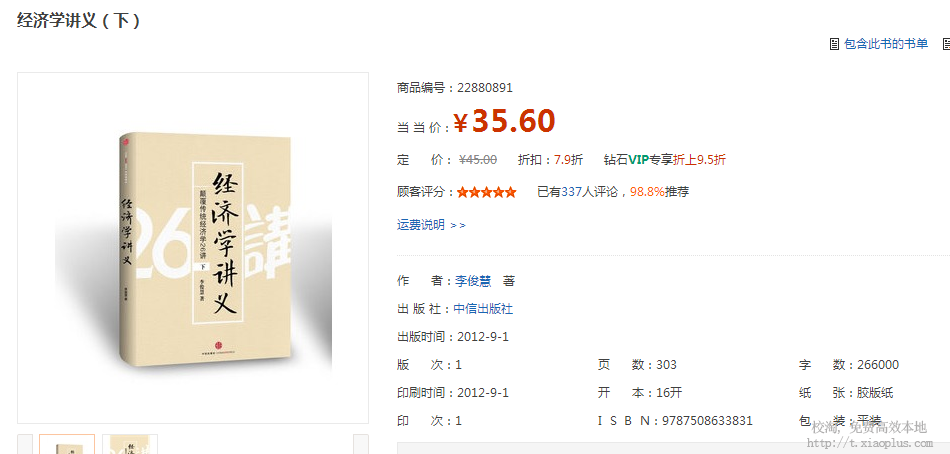 经济学讲义（下）
包含此书的书单
商品编号：22880891
当 当 价：¥35.60
定 价：¥45.00 折扣：7.9折 钻石VIP专享折上9.5折
顾客评分： 已有337人评论，98.8%推荐
运费说明 >>
作 者：李俊慧 著
出 版 社：中信出版社
出版时间：2012-9-1
版 次：1 页 数：303 字 数：266000
印刷时间：2012-9-1 开 本：16开 纸 张：胶版纸
印 次：1 I S B N：9787508633831 包 装：平装
经济学讲义
颠覆传统经济学26讲
下
李俊慧 著
26 講
经济学讲义
校淘，免费高效本地
http://t.xiaoplus.com